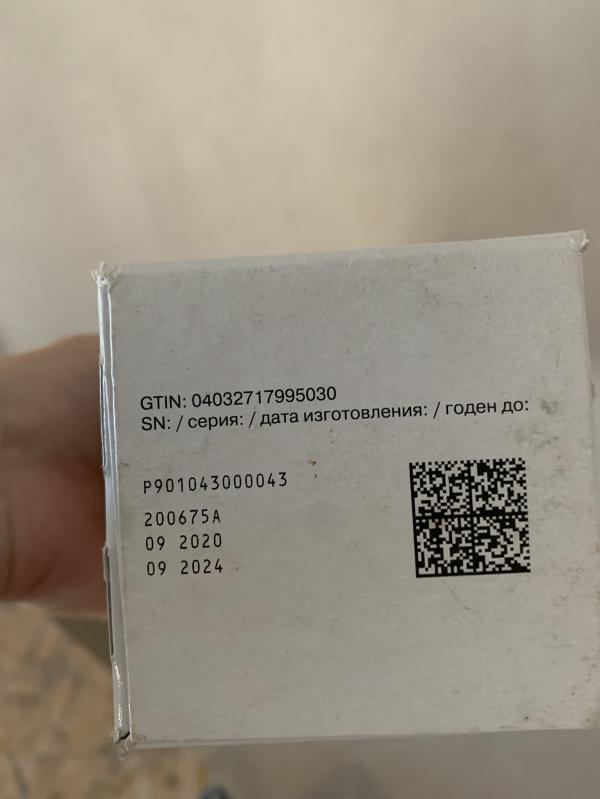 GTIN: 04032717995030
SN: / серия: / дата изготовления: / годен до:
P901043000043
200675A
09 2020
09 2024